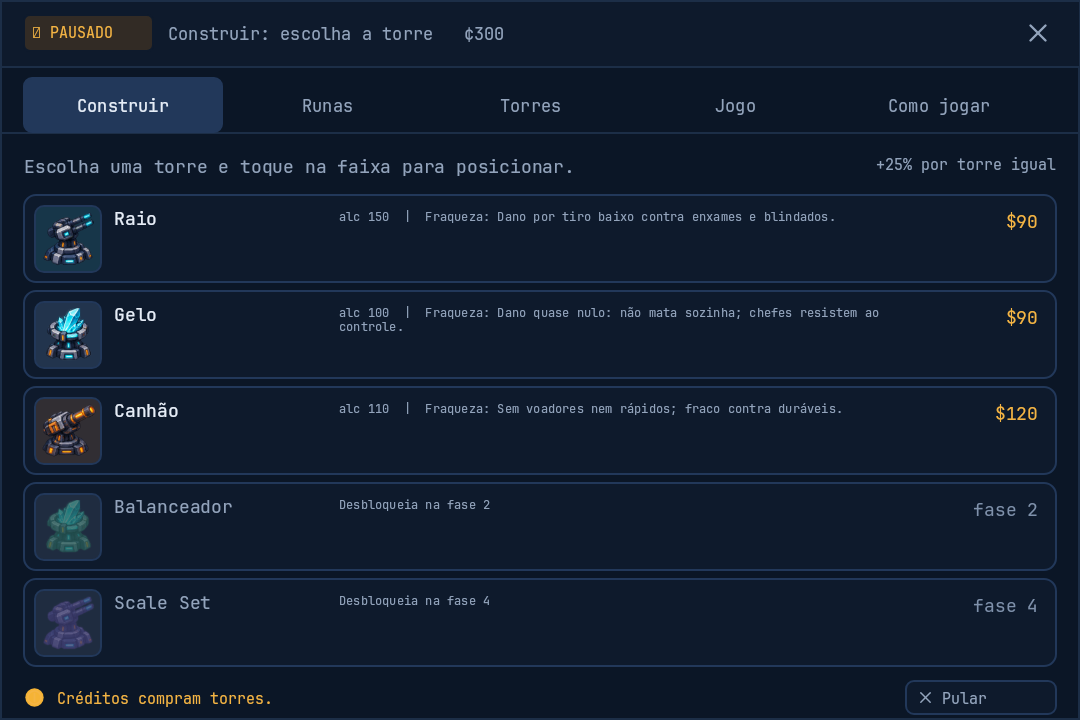 PAUSADO
Construir: escolha a torre ₵300
Construir
Runas
Torres
Jogo
Como jogar
Escolha uma torre e toque na faixa para posicionar.
+25% por torre igual
Raio
alc 150 | Fraqueza: Dano por tiro baixo contra enxames e blindados.
$90
Gelo
alc 100 | Fraqueza: Dano quase nulo: não mata sozinha; chefes resistem ao
controle.
$90
Canhão
alc 110 | Fraqueza: Sem voadores nem rápidos; fraco contra duráveis.
$120
Balanceador
Desbloqueia na fase 2
fase 2
Scale Set
Desbloqueia na fase 4
fase 4
Créditos compram torres.
Pular